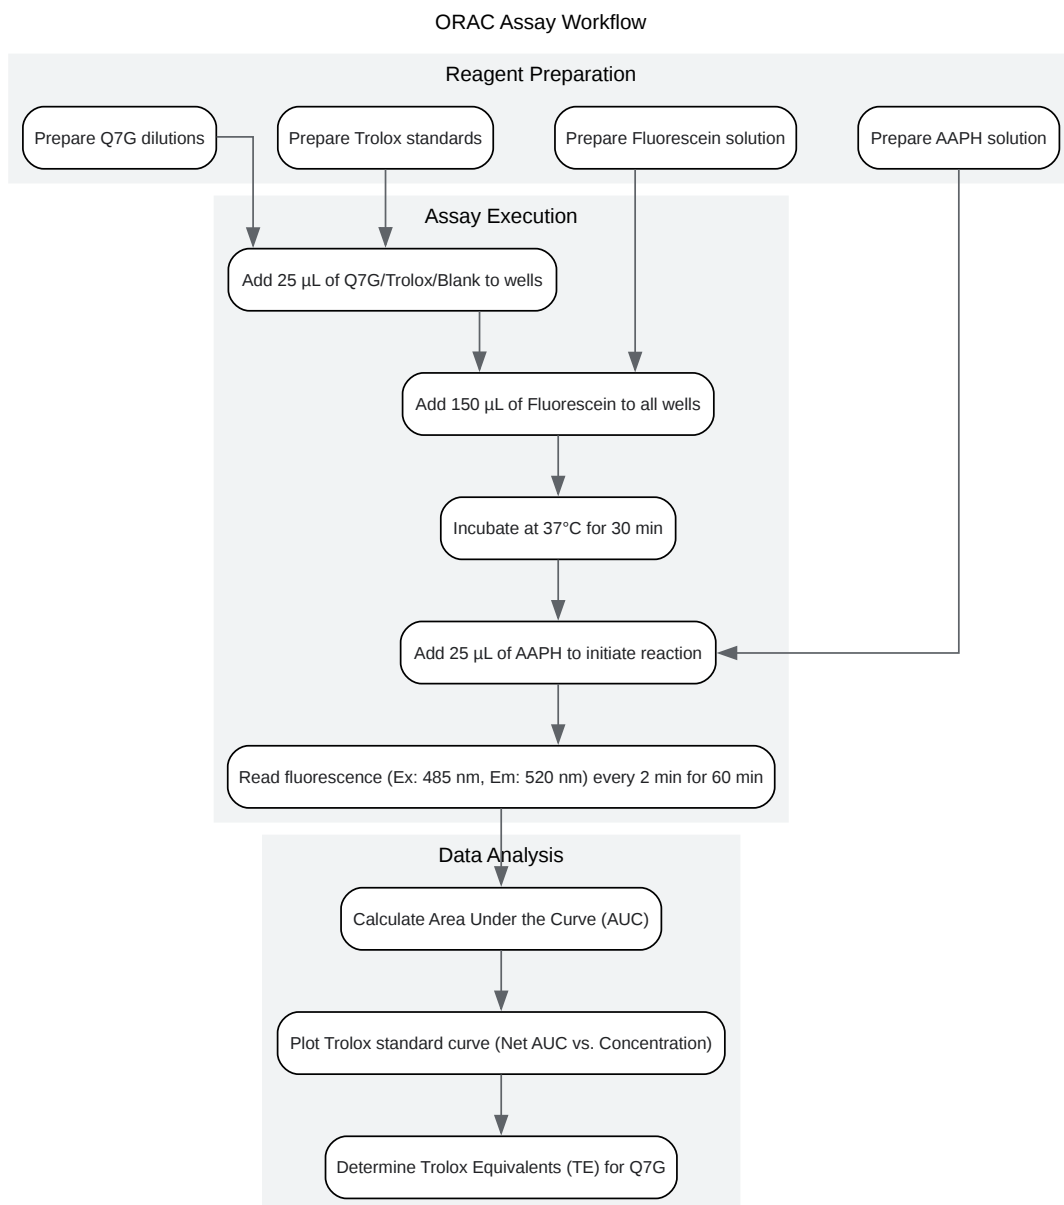 ORAC Assay Workflow
Reagent Preparation
Prepare Q7G dilutions
Prepare Trolox standards
Prepare Fluorescein solution
Prepare AAPH solution
Assay Execution
Add 25 µL of Q7G/Trolox/Blank to wells
Add 150 µL of Fluorescein to all wells
Incubate at 37°C for 30 min
Add 25 µL of AAPH to initiate reaction
Read fluorescence (Ex: 485 nm, Em: 520 nm) every 2 min for 60 min
Data Analysis
Calculate Area Under the Curve (AUC)
Plot Trolox standard curve (Net AUC vs. Concentration)
Determine Trolox Equivalents (TE) for Q7G